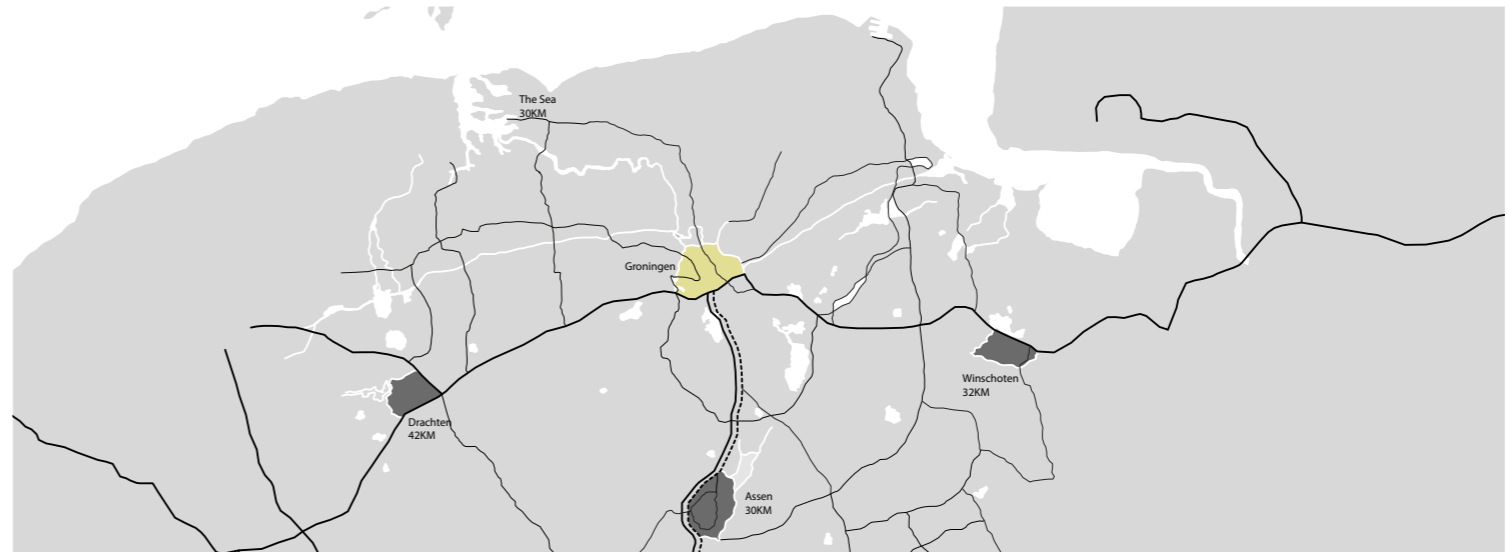 The Sea
30KM
Groningen
Winschoten
32KM
Drachten
42KM
Assen
30KM